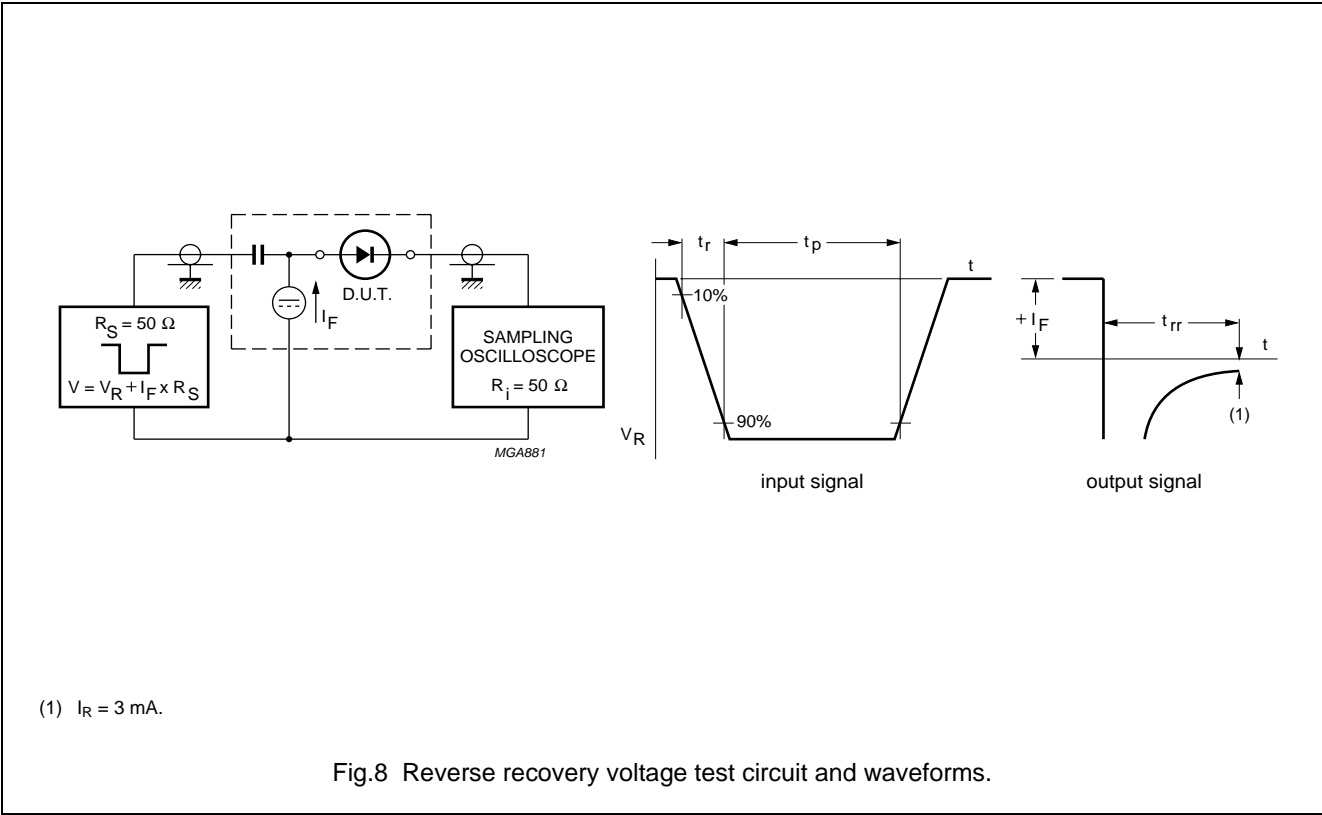 R_S = 50 Ω
V = V_R + I_F x R_S
I_F
D.U.T.
SAMPLING
OSCILLOSCOPE
R_i = 50 Ω
MGA881
t_r
t_p
t
10%
90%
V_R
input signal
+ I_F
t_rr
t
(1)
output signal
(1) I_R = 3 mA.
Fig.8 Reverse recovery voltage test circuit and waveforms.